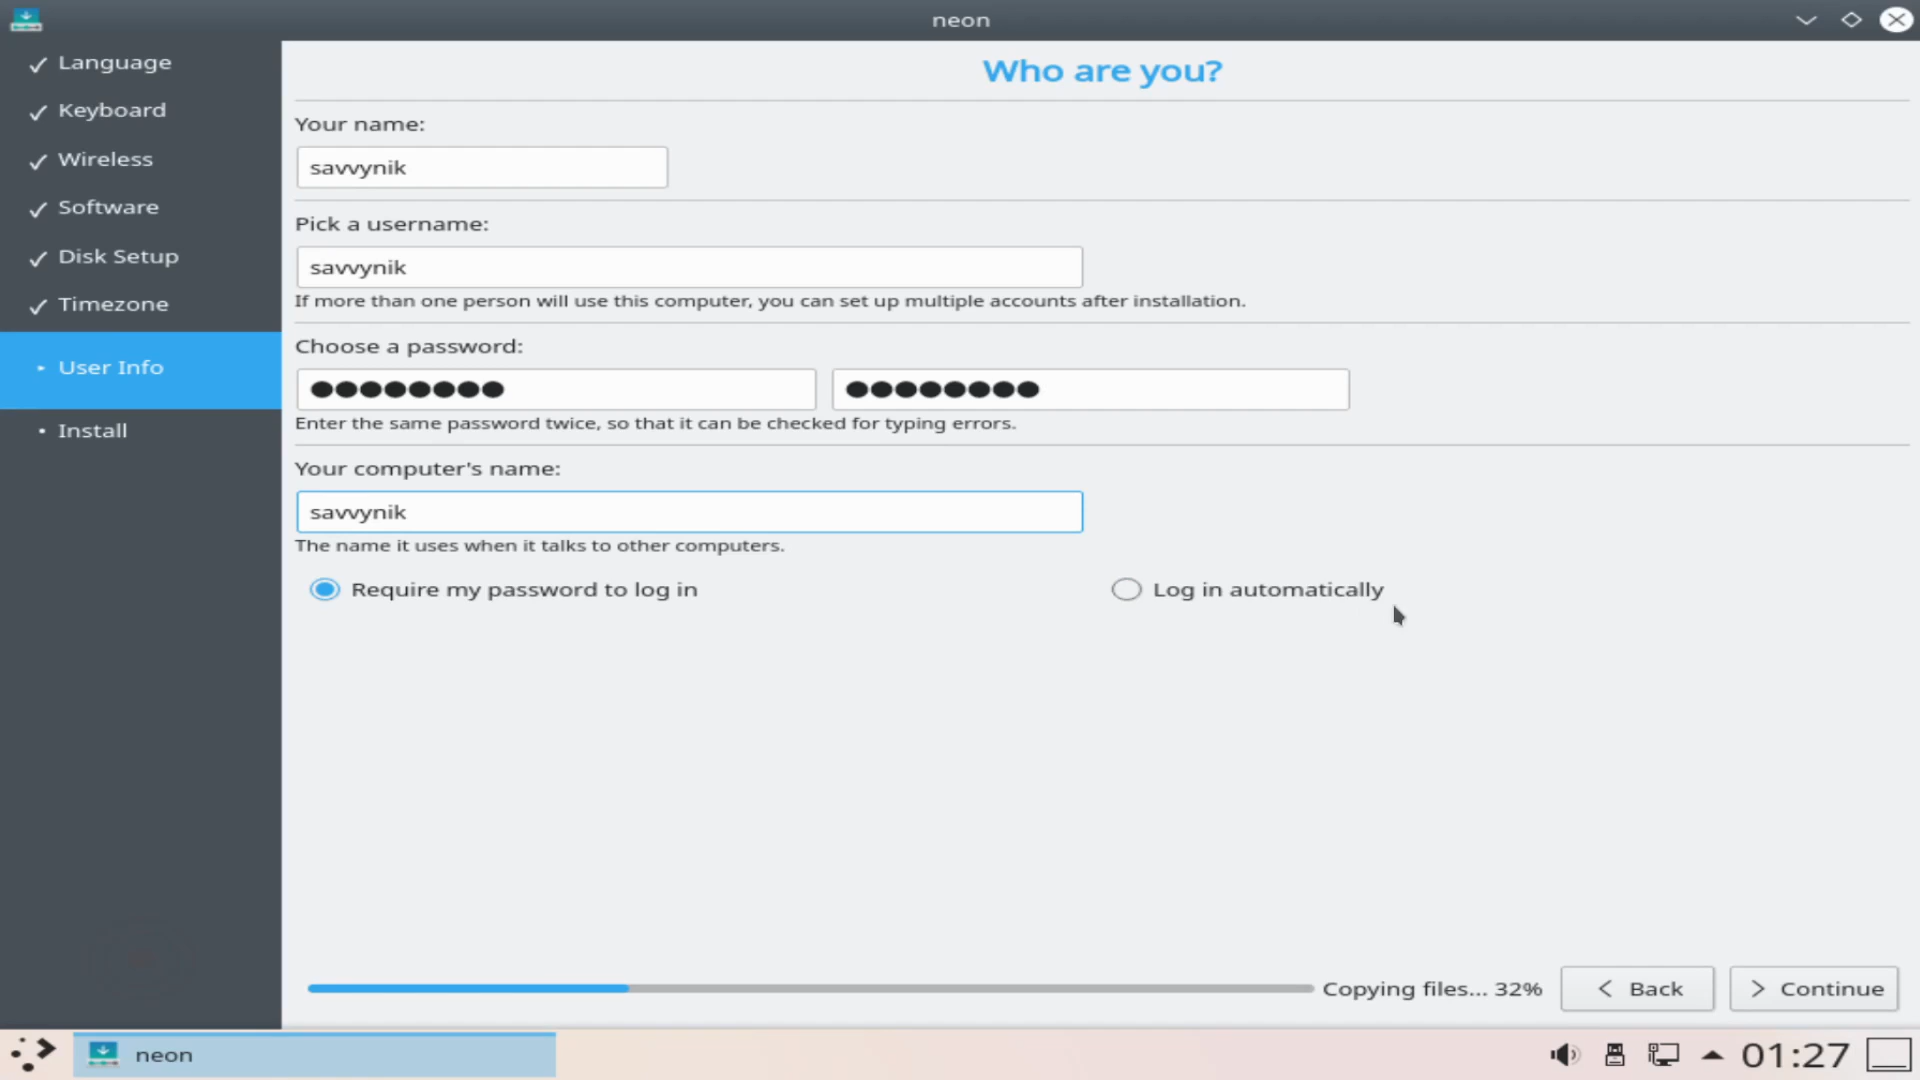 neon
Language
Keyboard
Wireless
Software
Disk Setup
Timezone
User Info
Install
Who are you?
Your name:
savvynik
Pick a username:
savvynik
If more than one person will use this computer, you can set up multiple accounts after installation.
Choose a password:
Enter the same password twice, so that it can be checked for typing errors.
Your computer's name:
savvynik
The name it uses when it talks to other computers.
Require my password to log in
Log in automatically
Copying files... 32%
Back
Continue
neon
01:27